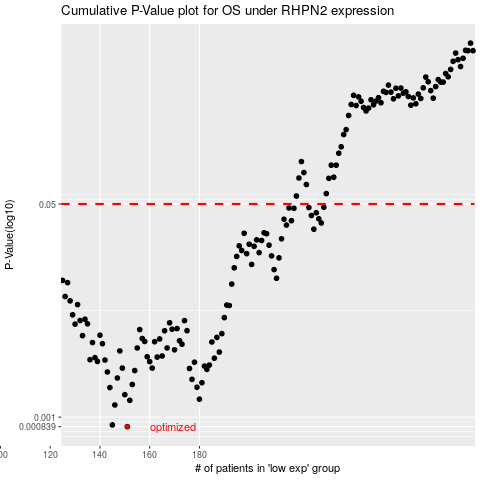 Cumulative P-Value plot for OS under RHPN2 expression
P-Value(log10)
0.05
0.001
0.000839
optimized
00 120 140 160 180
# of patients in 'low exp' group